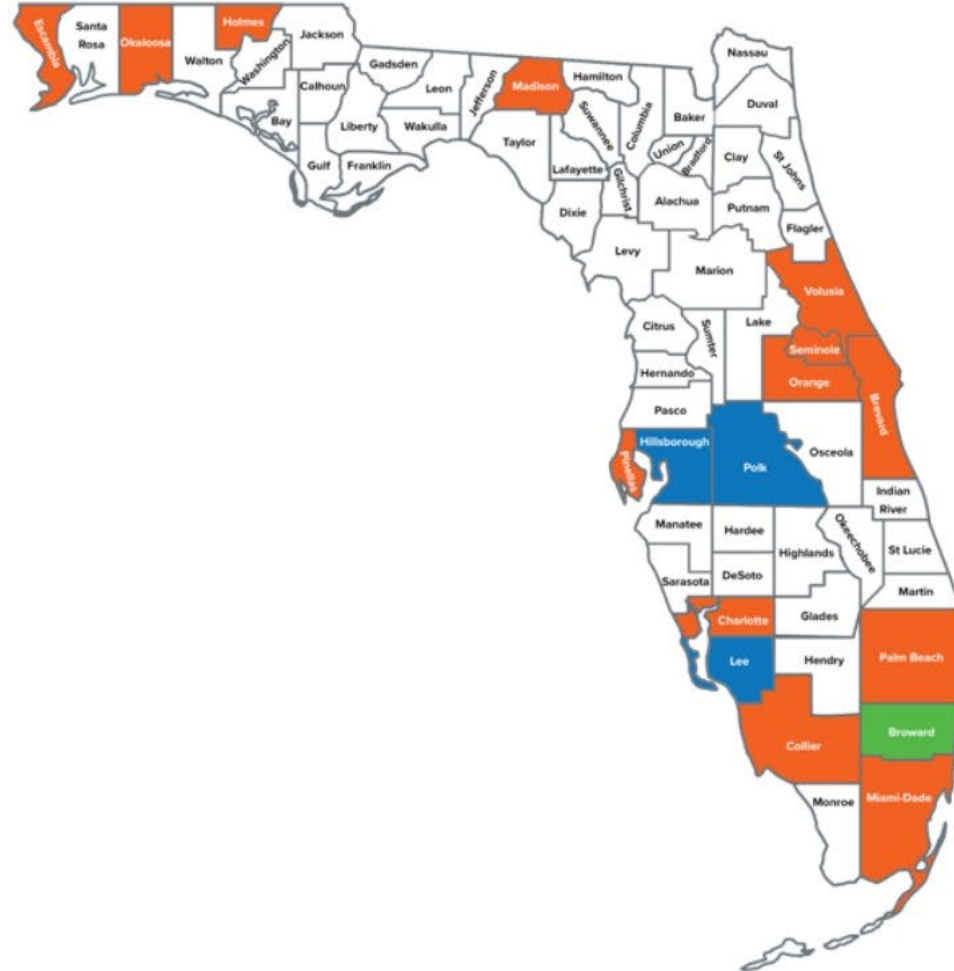 Escambia
Santa
Rosa
Okaloosa
Walton
Holmes
Washington
Jackson
Bay
Calhoun
Gulf
Liberty
Gadsden
Franklin
Leon
Wakulla
Jefferson
Madison
Taylor
Hamilton
Suwannee
Lafayette
Dixie
Columbia
Gilchrist
Levy
Baker
Union
Bradford
Alachua
Nassau
Duval
Clay
St Johns
Putnam
Flagler
Marion
Volusia
Citrus
Sumter
Lake
Seminole
Hernando
Orange
Pasco
Brevard
Hillsborough
Pinellas
Polk
Osceola
Indian
River
Manatee
Hardee
Highlands
Okeechobee
St Lucie
Sarasota
DeSoto
Martin
Charlotte
Glades
Lee
Hendry
Palm Beach
Collier
Broward
Monroe
Miami-Dade